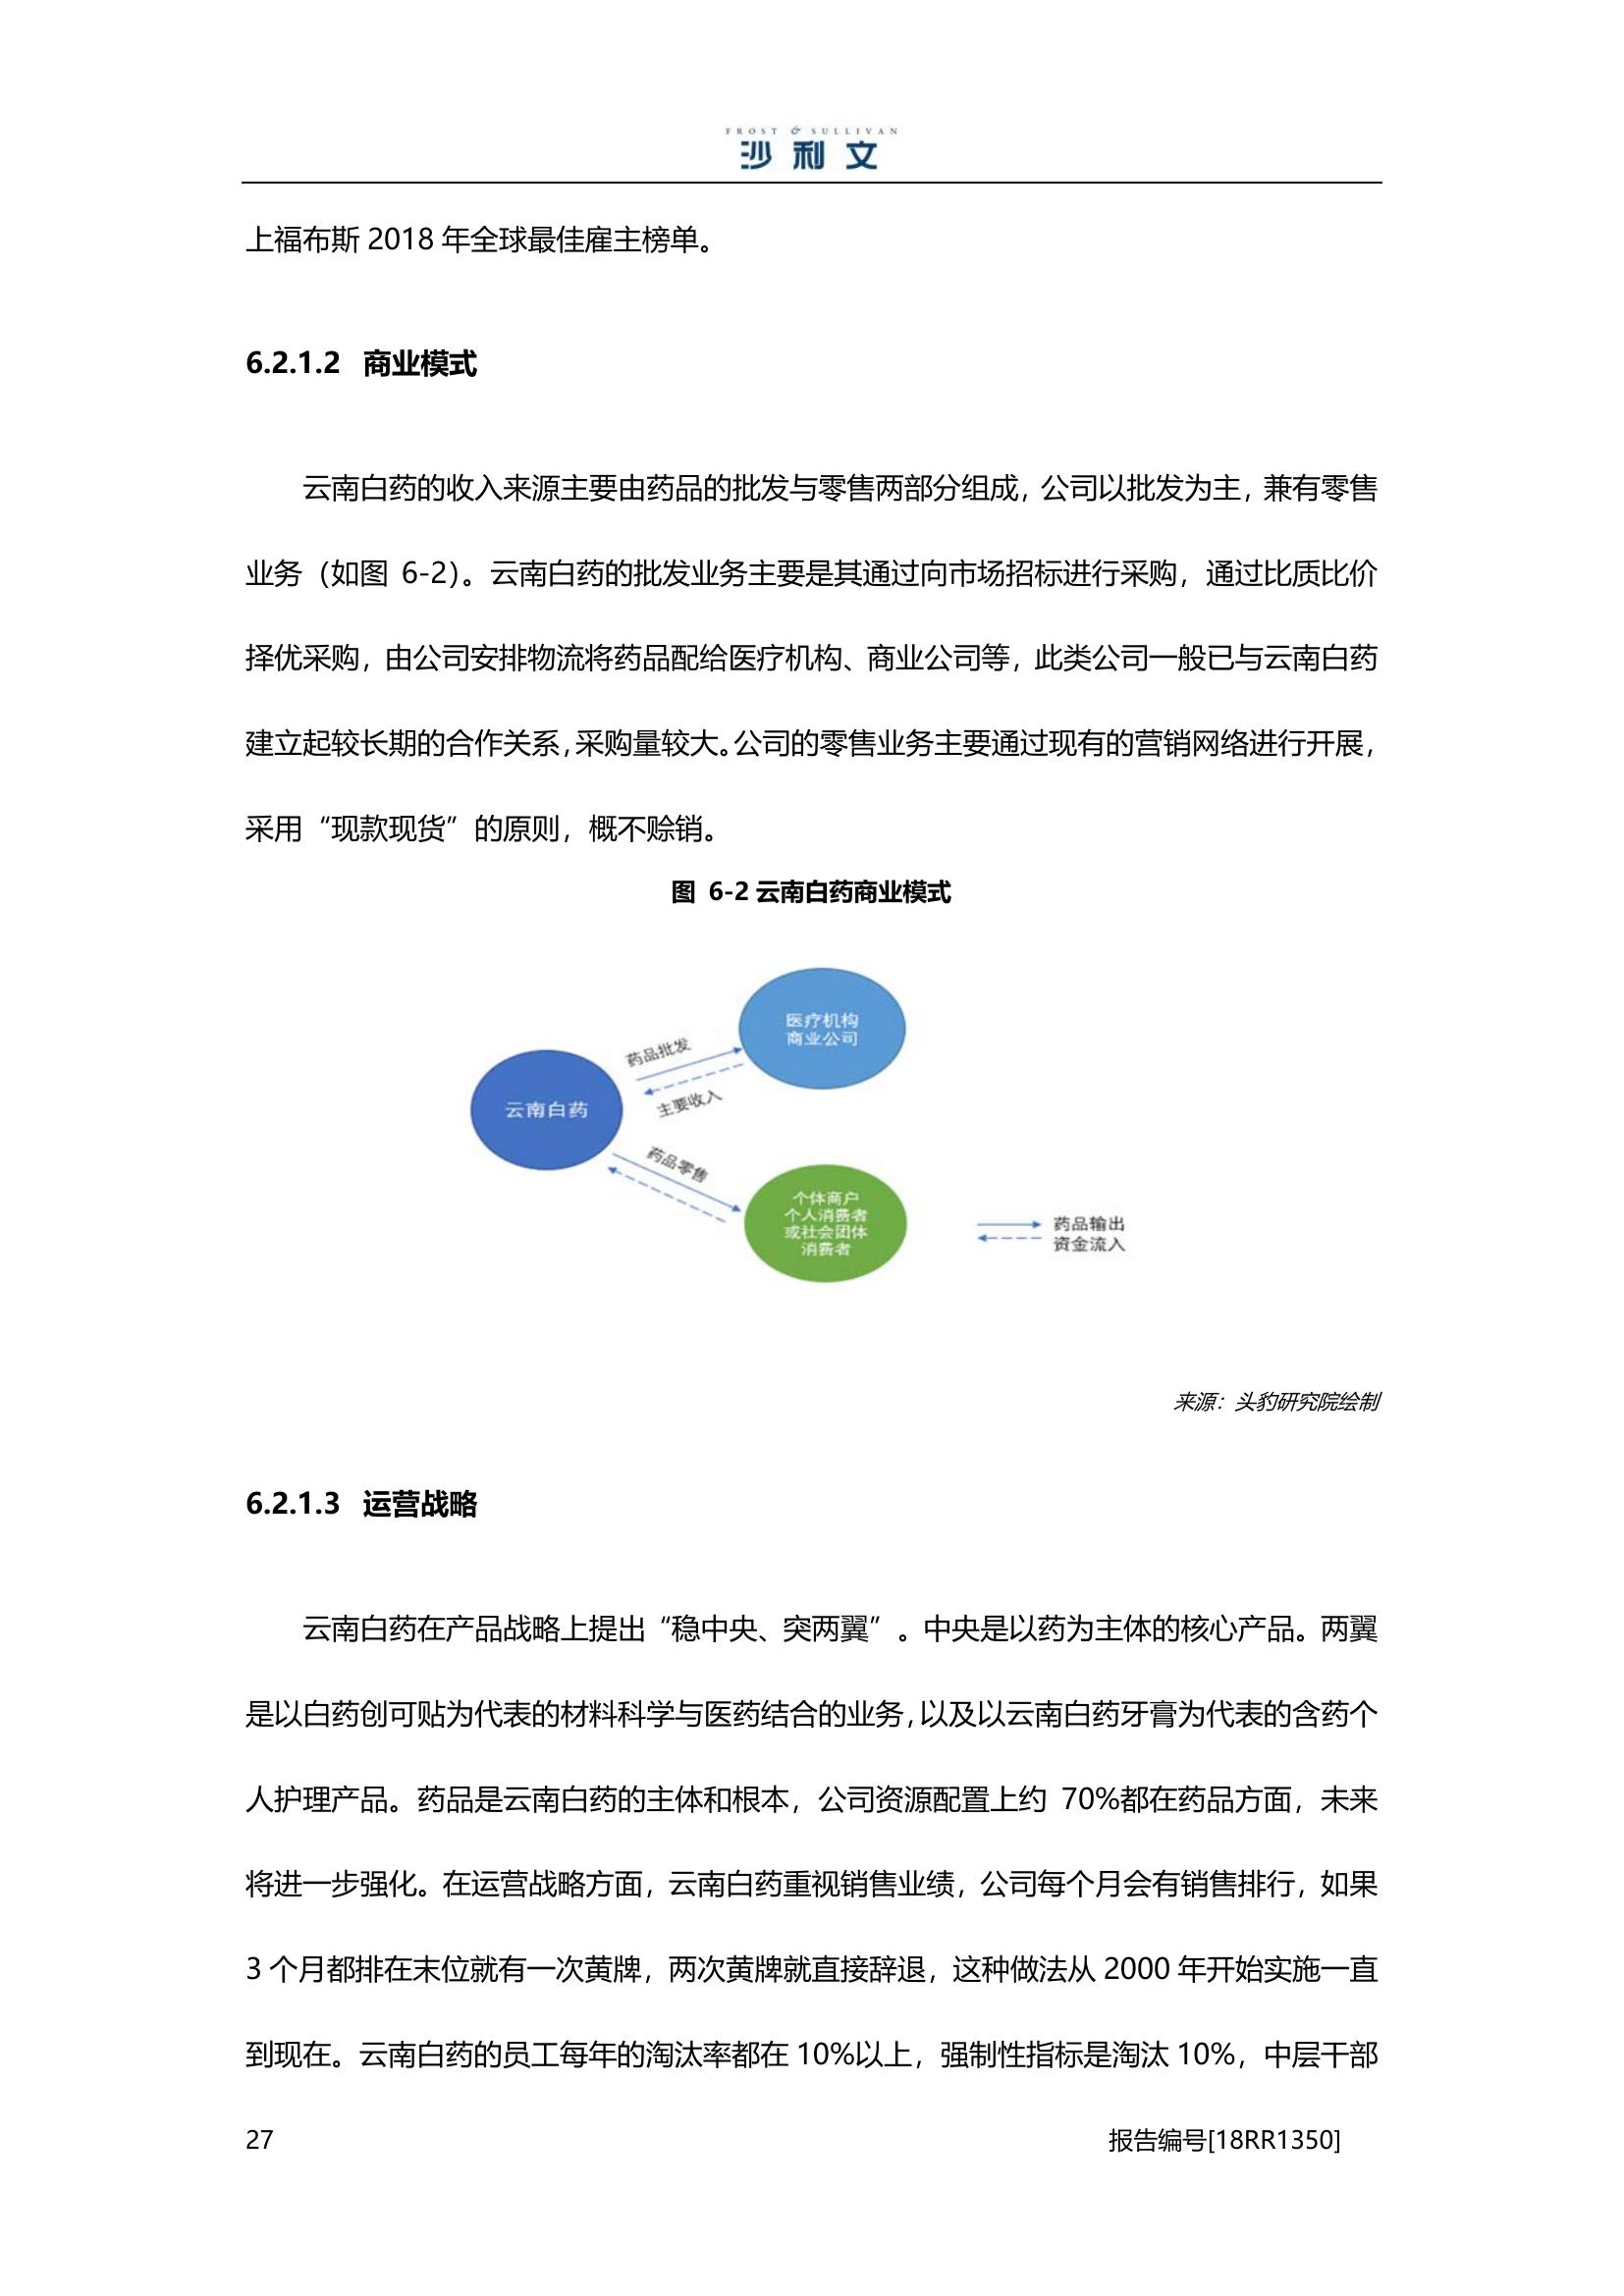 FROST & SULLIVAN
沙利文
上福布斯 2018 年全球最佳雇主榜单。
6.2.1.2 商业模式
云南白药的收入来源主要由药品的批发与零售两部分组成，公司以批发为主，兼有零售
业务（如图 6-2）。云南白药的批发业务主要是其通过向市场招标进行采购，通过比质比价
择优采购，由公司安排物流将药品配给医疗机构、商业公司等，此类公司一般已与云南白药
建立起较长期的合作关系，采购量较大。公司的零售业务主要通过现有的营销网络进行开展，
采用“现款现货”的原则，概不赊销。
图 6-2 云南白药商业模式
医疗机构
商业公司
药品批发
主要收入
云南白药
药品零售
个体商户
个人消费者
或社会团体
消费者
药品输出
资金流入
来源：头豹研究院绘制
6.2.1.3 运营战略
云南白药在产品战略上提出“稳中央、突两翼”。中央是以药为主体的核心产品。两翼
是以白药创可贴为代表的材料科学与医药结合的业务，以及以云南白药牙膏为代表的含药个
人护理产品。药品是云南白药的主体和根本，公司资源配置上约 70%都在药品方面，未来
将进一步强化。在运营战略方面，云南白药重视销售业绩，公司每个月会有销售排行，如果
3 个月都排在末位就有一次黄牌，两次黄牌就直接辞退，这种做法从 2000 年开始实施一直
到现在。云南白药的员工每年的淘汰率都在 10%以上，强制性指标是淘汰 10%，中层干部
27
报告编号[18RR1350]